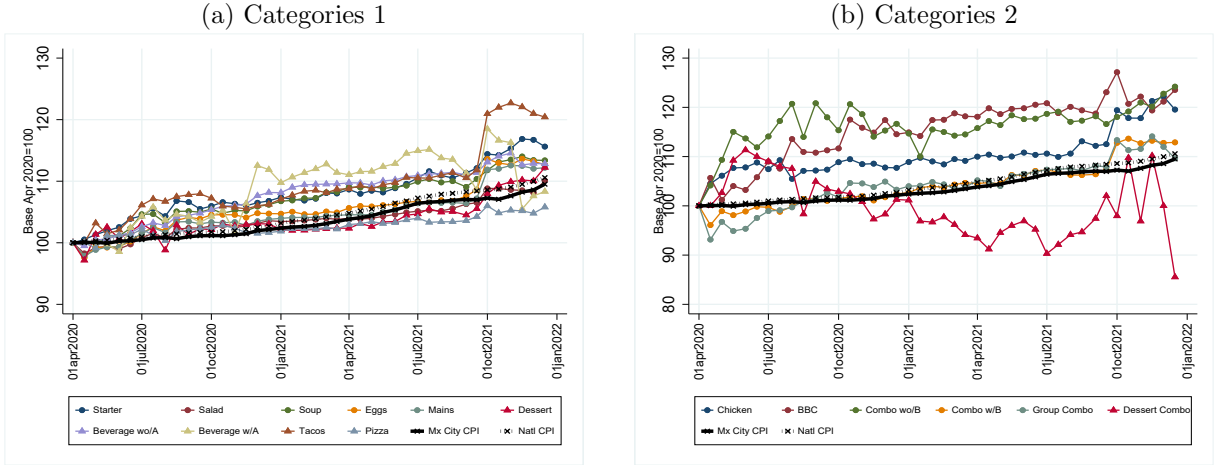 (a) Categories 1
130
120
110
100
90
Base Apr 2020=100
01apr2020
01jul2020
01oct2020
01jan2021
01apr2021
01jul2021
01oct2021
01jan2022
Starter Salad Soup Eggs Mains Dessert
Beverage wo/A Beverage w/A Tacos Pizza Mx City CPI Natl CPI
(b) Categories 2
130
120
110
100
90
80
Base Apr 2020=100
01apr2020
01jul2020
01oct2020
01jan2021
01apr2021
01jul2021
01oct2021
01jan2022
Chicken BBC Combo wo/B Combo w/B Group Combo Dessert Combo
Mx City CPI Natl CPI